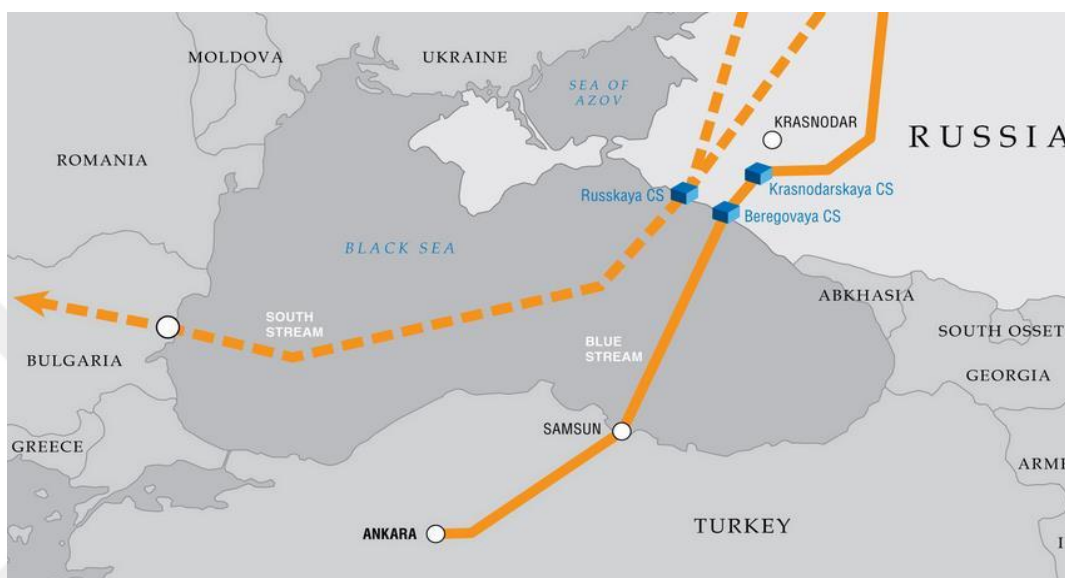 MOLDOVA
UKRAINE
SEA OF
AZOV
KRASNODAR
RUSSIA
ROMANIA
Russkaya CS
Krasnodarskaya CS
Beregovaya CS
BLACK SEA
ABKHASIA
SOUTH
STREAM
SOUTH OSSET
BLUE
STREAM
BULGARIA
GEORGIA
SAMSUN
GREECE
ARME
ANKARA
TURKEY
I